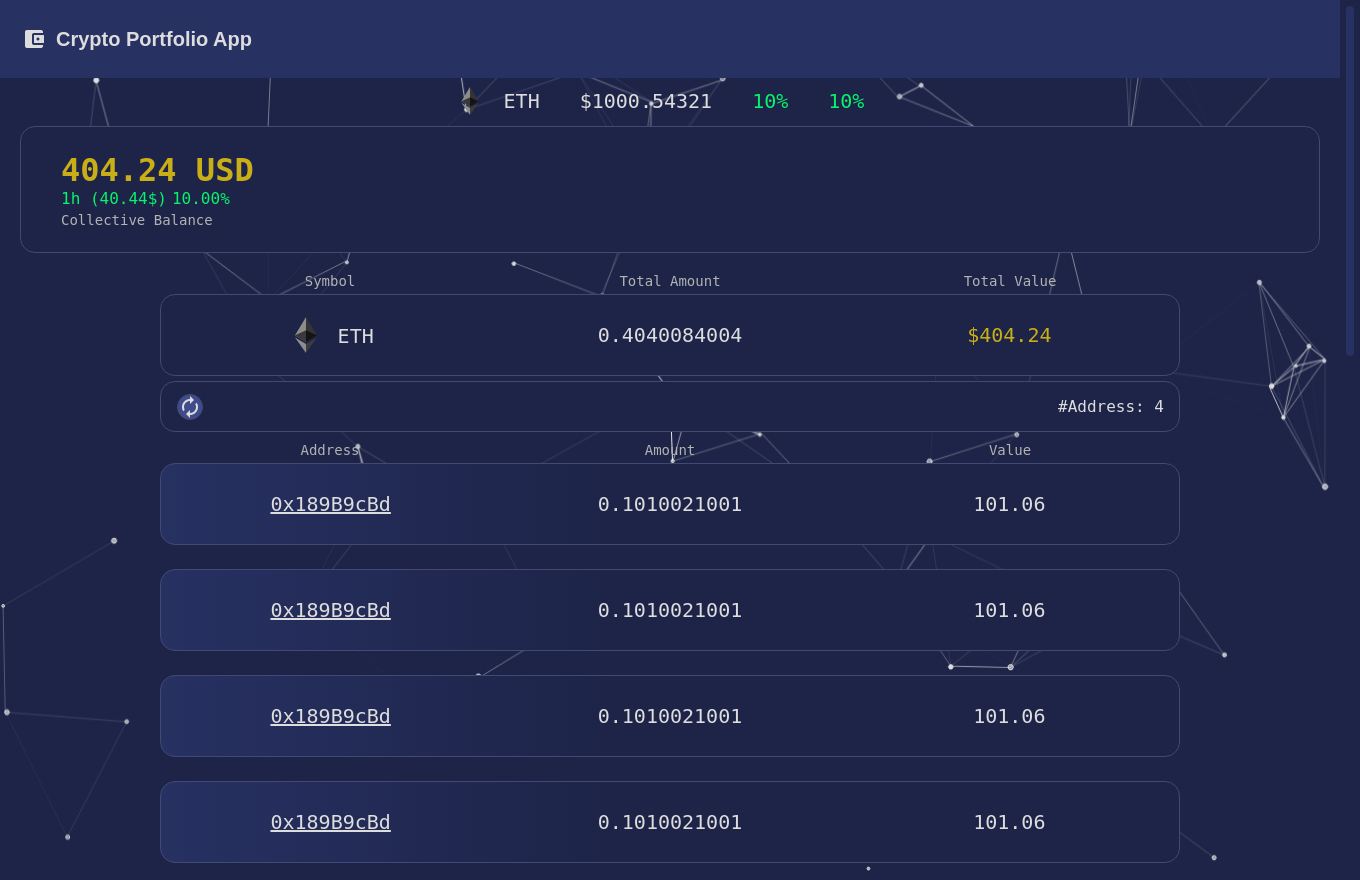 Crypto Portfolio App
ETH $1000.54321 10% 10%
404.24 USD
1h (40.44$) 10.00%
Collective Balance
Symbol Total Amount Total Value
ETH 0.4040084004 $404.24
#Address: 4
Address Amount Value
0x189B9cBd 0.1010021001 101.06
0x189B9cBd 0.1010021001 101.06
0x189B9cBd 0.1010021001 101.06
0x189B9cBd 0.1010021001 101.06